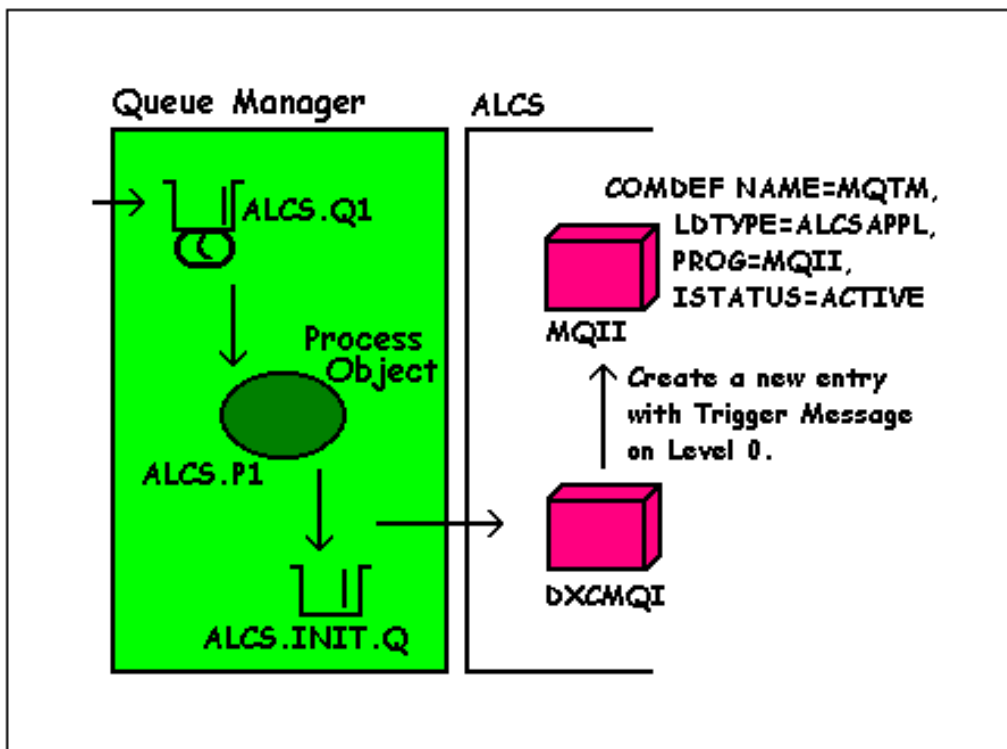 Queue Manager
ALCS
ALCS.Q1
Process
Object
ALCS.P1
ALCS.INIT.Q
COMDEF NAME=MQTM,
LDTYPE=ALCSAPPL,
PROG=MQII,
ISTATUS=ACTIVE
MQII
Create a new entry
with Trigger Message
on Level 0.
DXCMQI